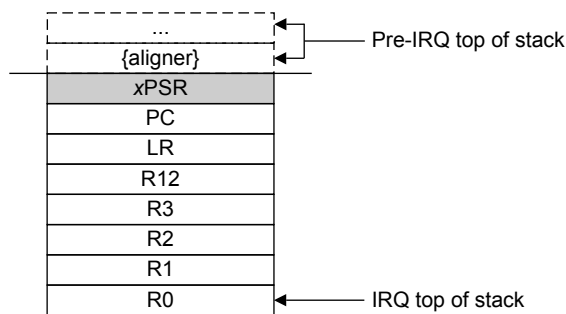 ...
Pre-IRQ top of stack
{aligner}
xPSR
PC
LR
R12
R3
R2
R1
R0
IRQ top of stack